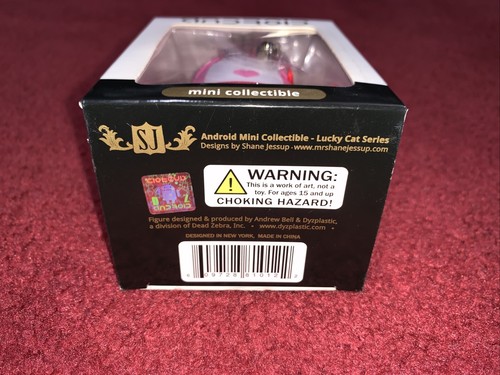 mini collectible
SJ
Android Mini Collectible - Lucky Cat Series
Designs by Shane Jessup · www.mrshanejessup.com
WARNING:
This is a work of art, not a
toy. For ages 15 and up
CHOKING HAZARD!
Figure designed & produced by Andrew Bell & Dyzplastic,
a division of Dead Zebra, Inc. · www.dyzplastic.com ·
DESIGNED IN NEW YORK, MADE IN CHINA